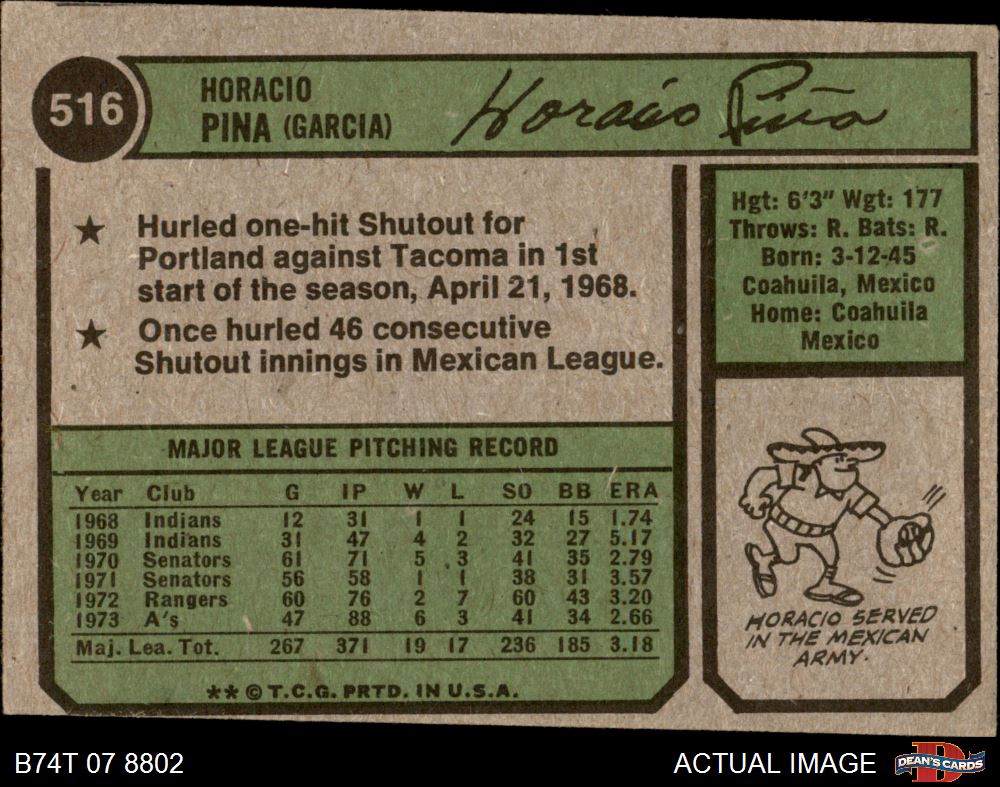 516
HORACIO
PINA (GARCIA)
Horacio Piña
★ Hurled one-hit Shutout for
Portland against Tacoma in 1st
start of the season, April 21, 1968.
★ Once hurled 46 consecutive
Shutout innings in Mexican League.
Hgt: 6'3" Wgt: 177
Throws: R. Bats: R.
Born: 3-12-45
Coahuila, Mexico
Home: Coahuila
Mexico
MAJOR LEAGUE PITCHING RECORD
Year Club G IP W L SO BB ERA
1968 Indians 12 31 1 1 24 15 1.74
1969 Indians 31 47 4 2 32 27 5.17
1970 Senators 61 71 5 3 41 35 2.79
1971 Senators 56 58 1 1 38 31 3.57
1972 Rangers 60 76 2 7 60 43 3.20
1973 A's 47 88 6 3 41 34 2.66
Maj. Lea. Tot. 267 371 19 17 236 185 3.18
** © T.C.G. PRTD. IN U.S.A.
HORACIO SERVED
IN THE MEXICAN
ARMY.
B74T 07 8802
ACTUAL IMAGE
D
DEAN'S CARDS